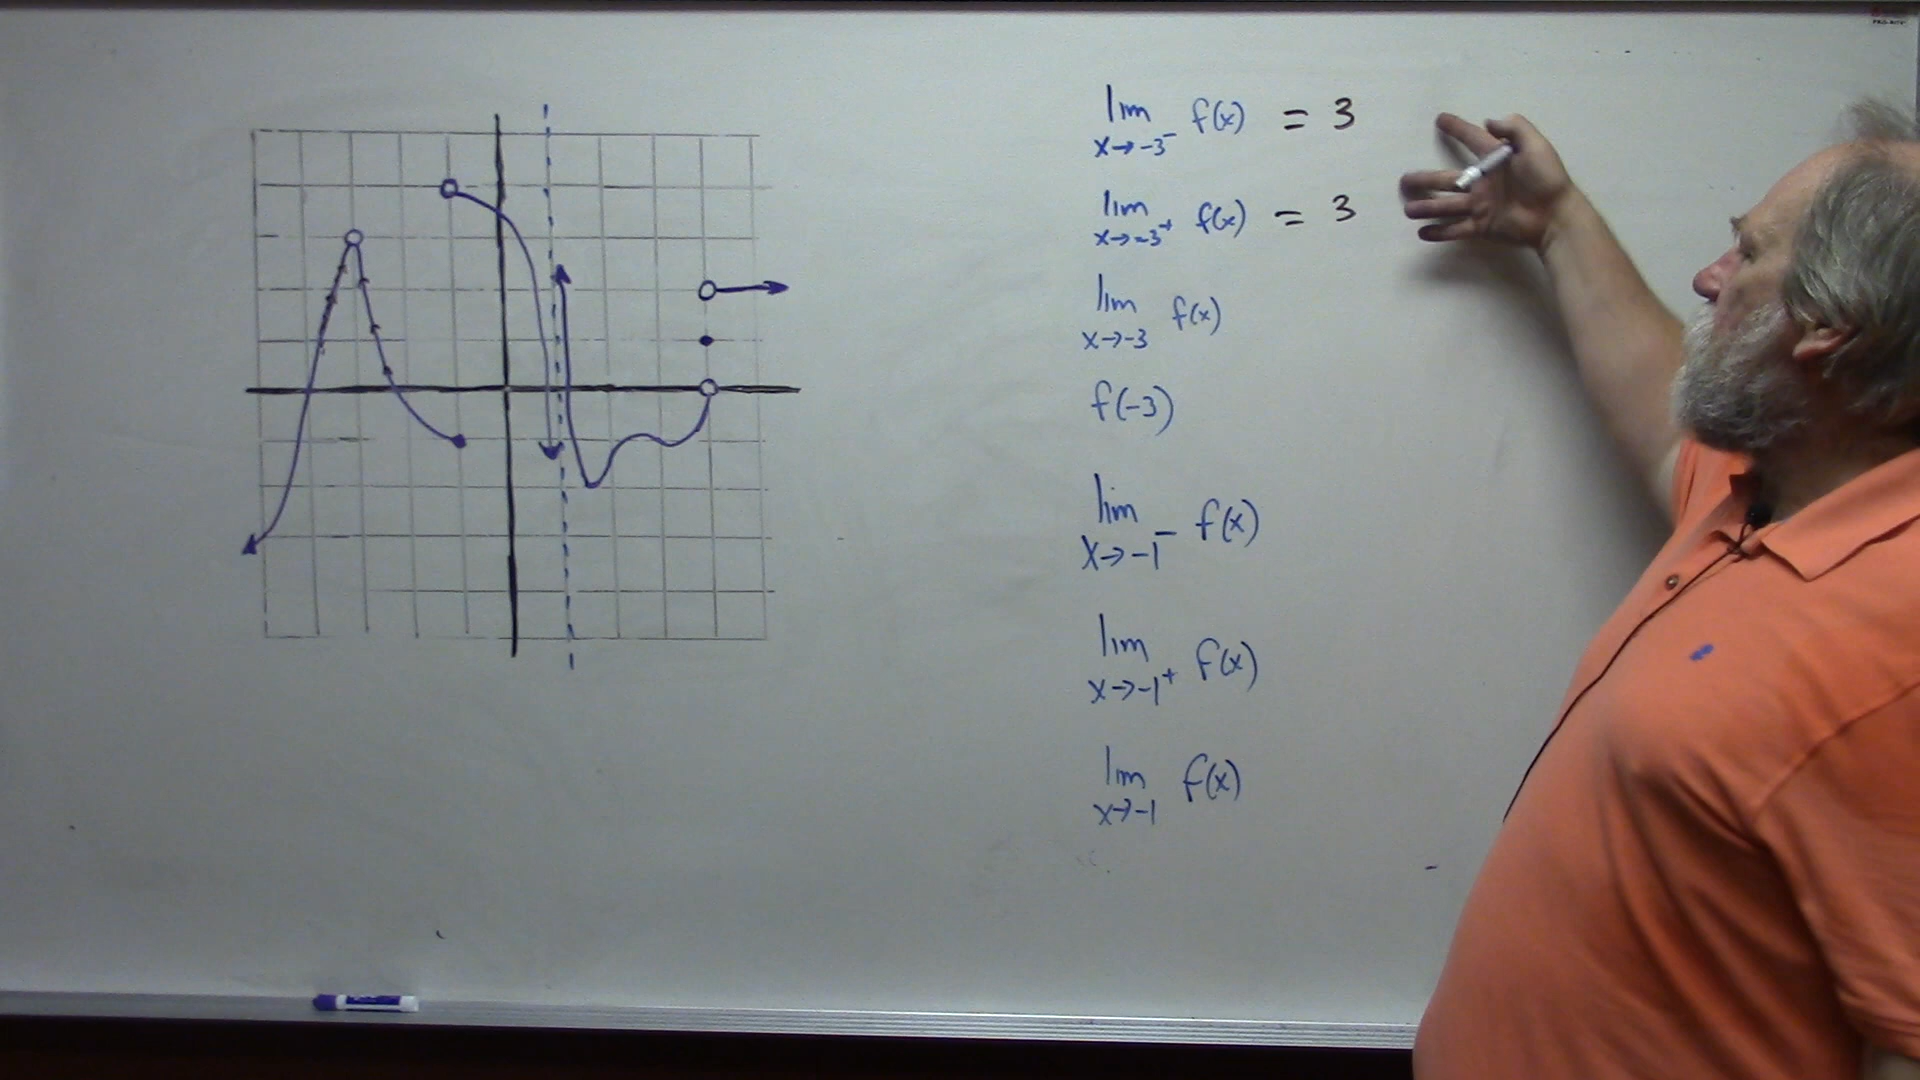 lim f(x) = 3
x→-3⁻
lim f(x) = 3
x→-3⁺
lim f(x)
x→-3
f(-3)
lim f(x)
x→-1⁻
lim f(x)
x→-1⁺
lim f(x)
x→-1